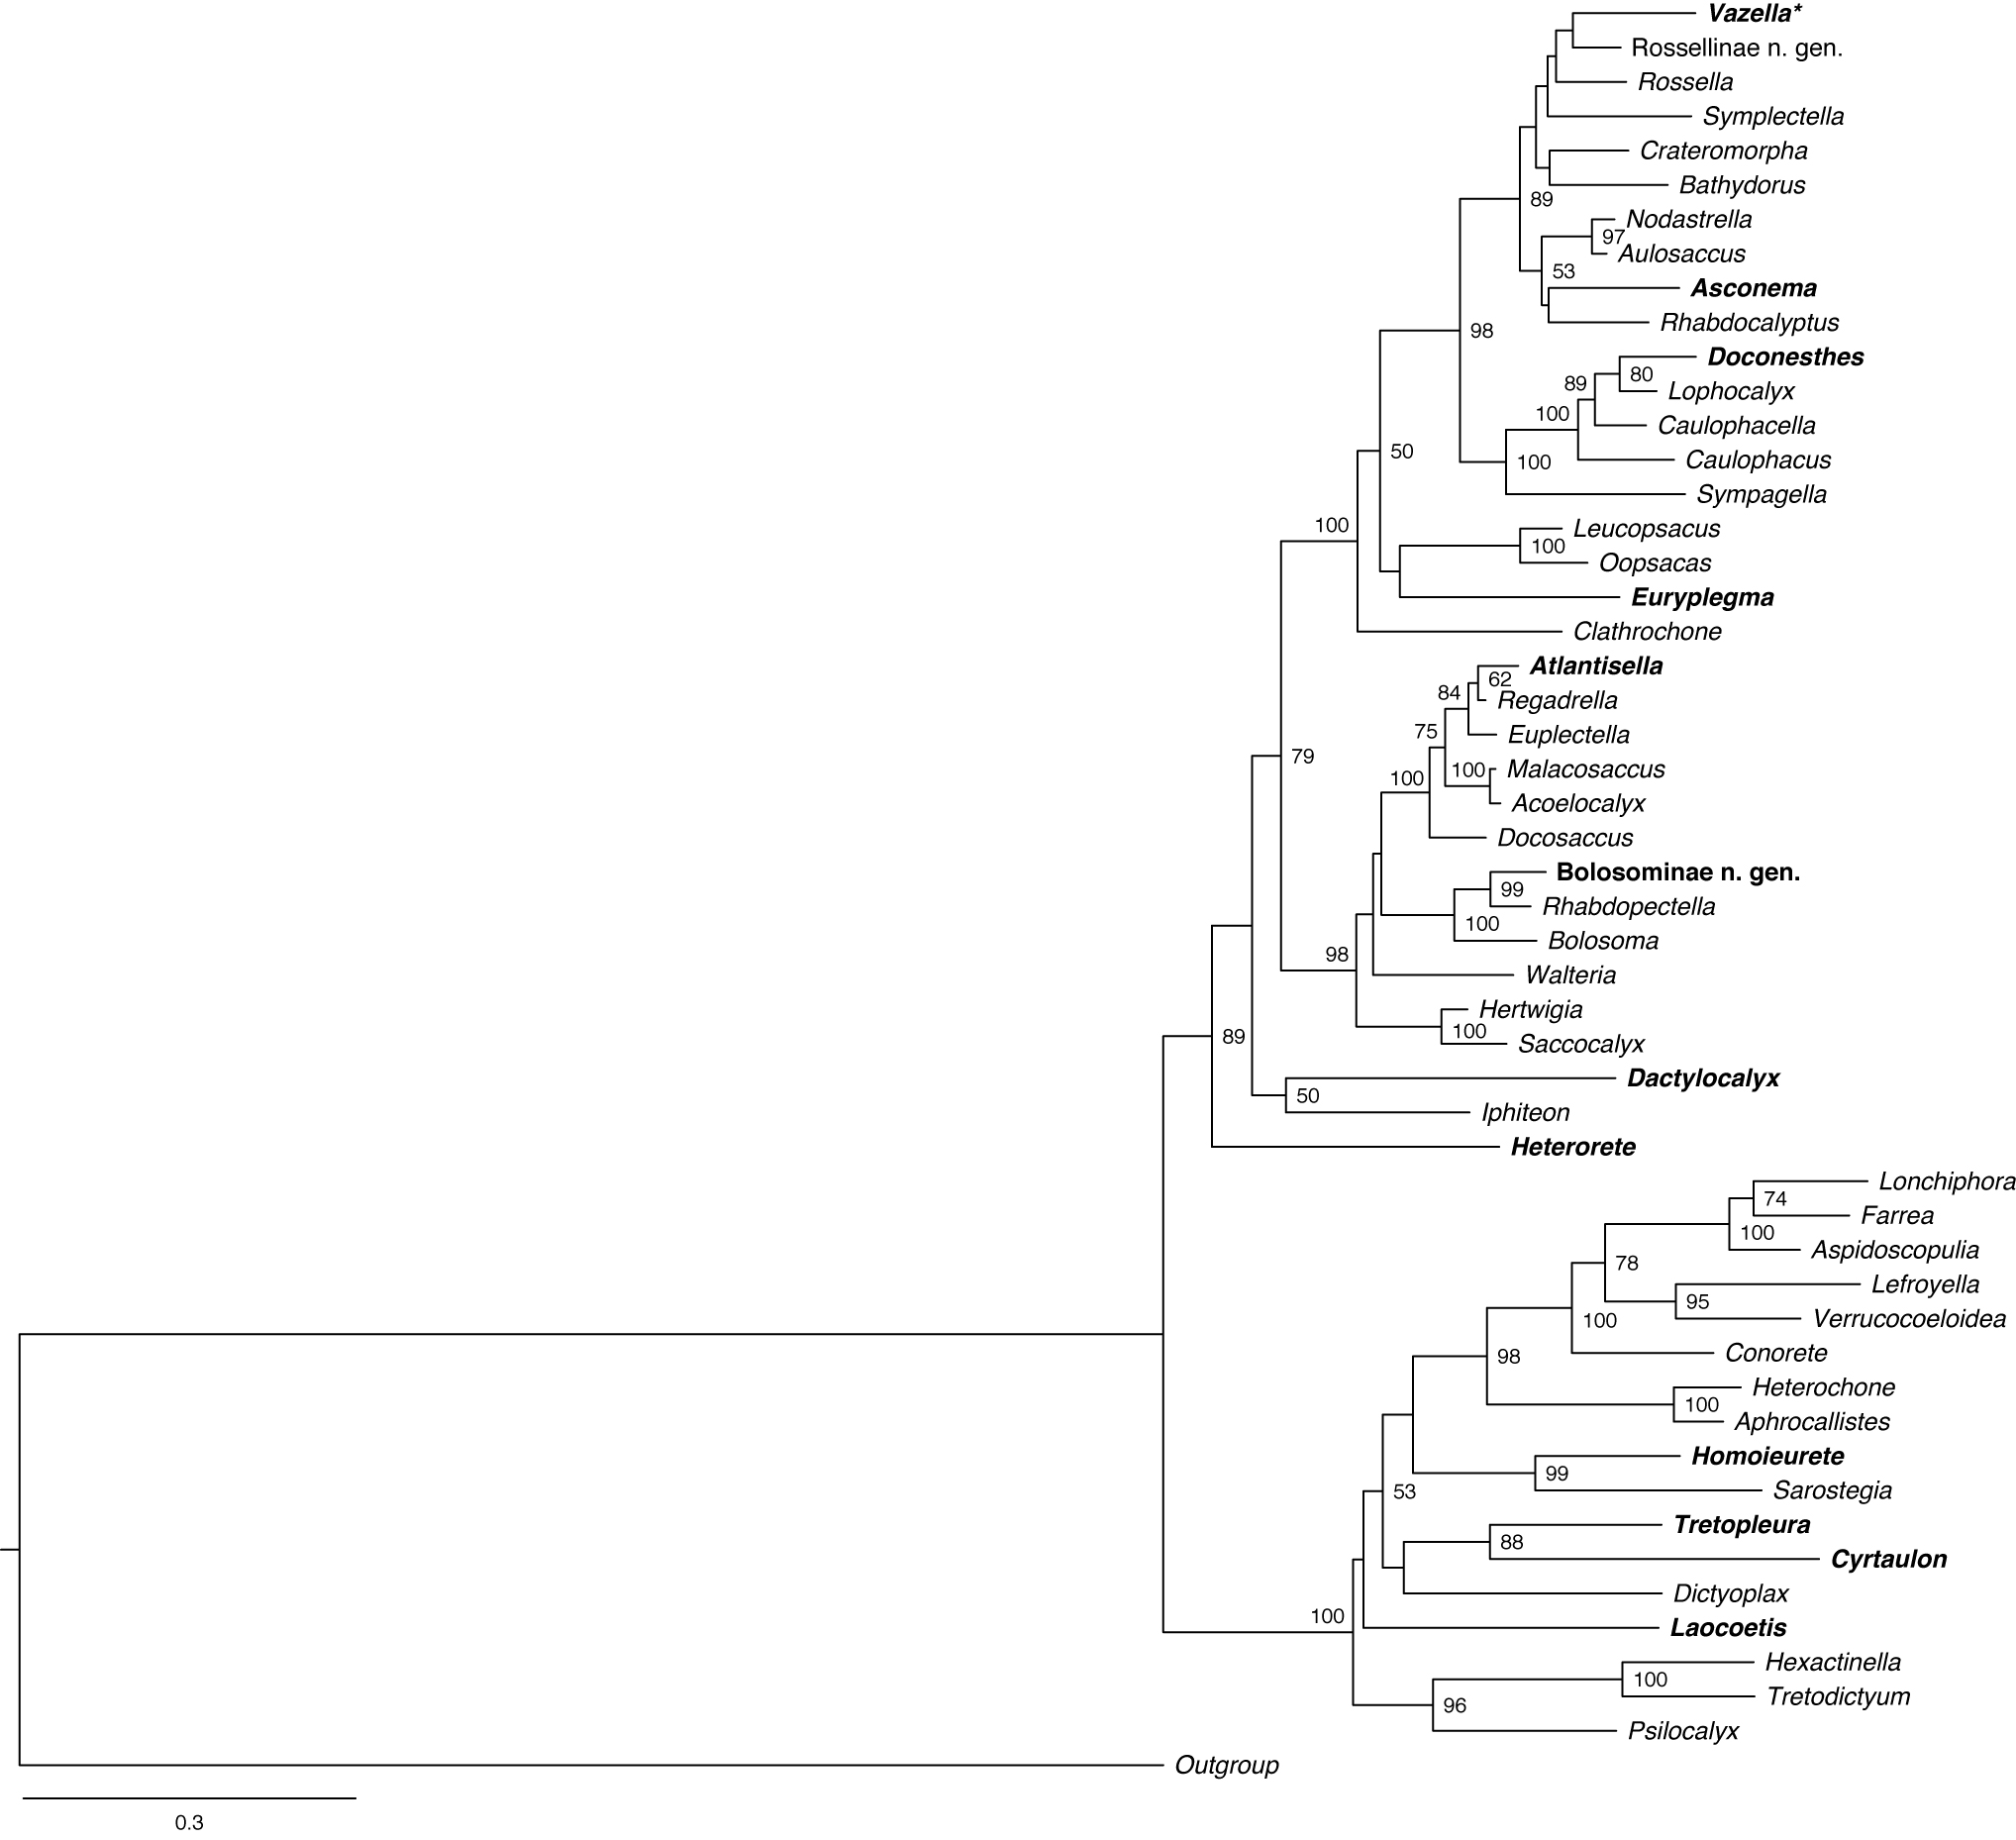 Vazella*
Rossellinae n. gen.
Rossella
Symplectella
Crateromorpha
Bathydorus
89
Nodastrella
97
Aulosaccus
53
Asconema
Rhabdocalyptus
98
Doconesthes
80
89
Lophocalyx
100
Caulophacella
50
Caulophacus
100
Sympagella
100
Leucopsacus
100
Oopsacas
Euryplegma
Clathrochone
Atlantisella
62
84
Regadrella
75
Euplectella
79
100
Malacosaccus
100
Acoelocalyx
Docosaccus
Bolosominae n. gen.
99
Rhabdopectella
100
Bolosoma
98
Walteria
Hertwigia
100
Saccocalyx
89
Dactylocalyx
50
Iphiteon
Heterorete
Lonchiphora
74
Farrea
100
Aspidoscopulia
78
Lefroyella
95
Verrucocoeloidea
100
Conorete
98
Heterochone
100
Aphrocallistes
Homoieurete
99
Sarostegia
53
Tretopleura
88
Cyrtaulon
Dictyoplax
100
Laocoetis
Hexactinella
100
Tretodictyum
96
Psilocalyx
Outgroup
0.3